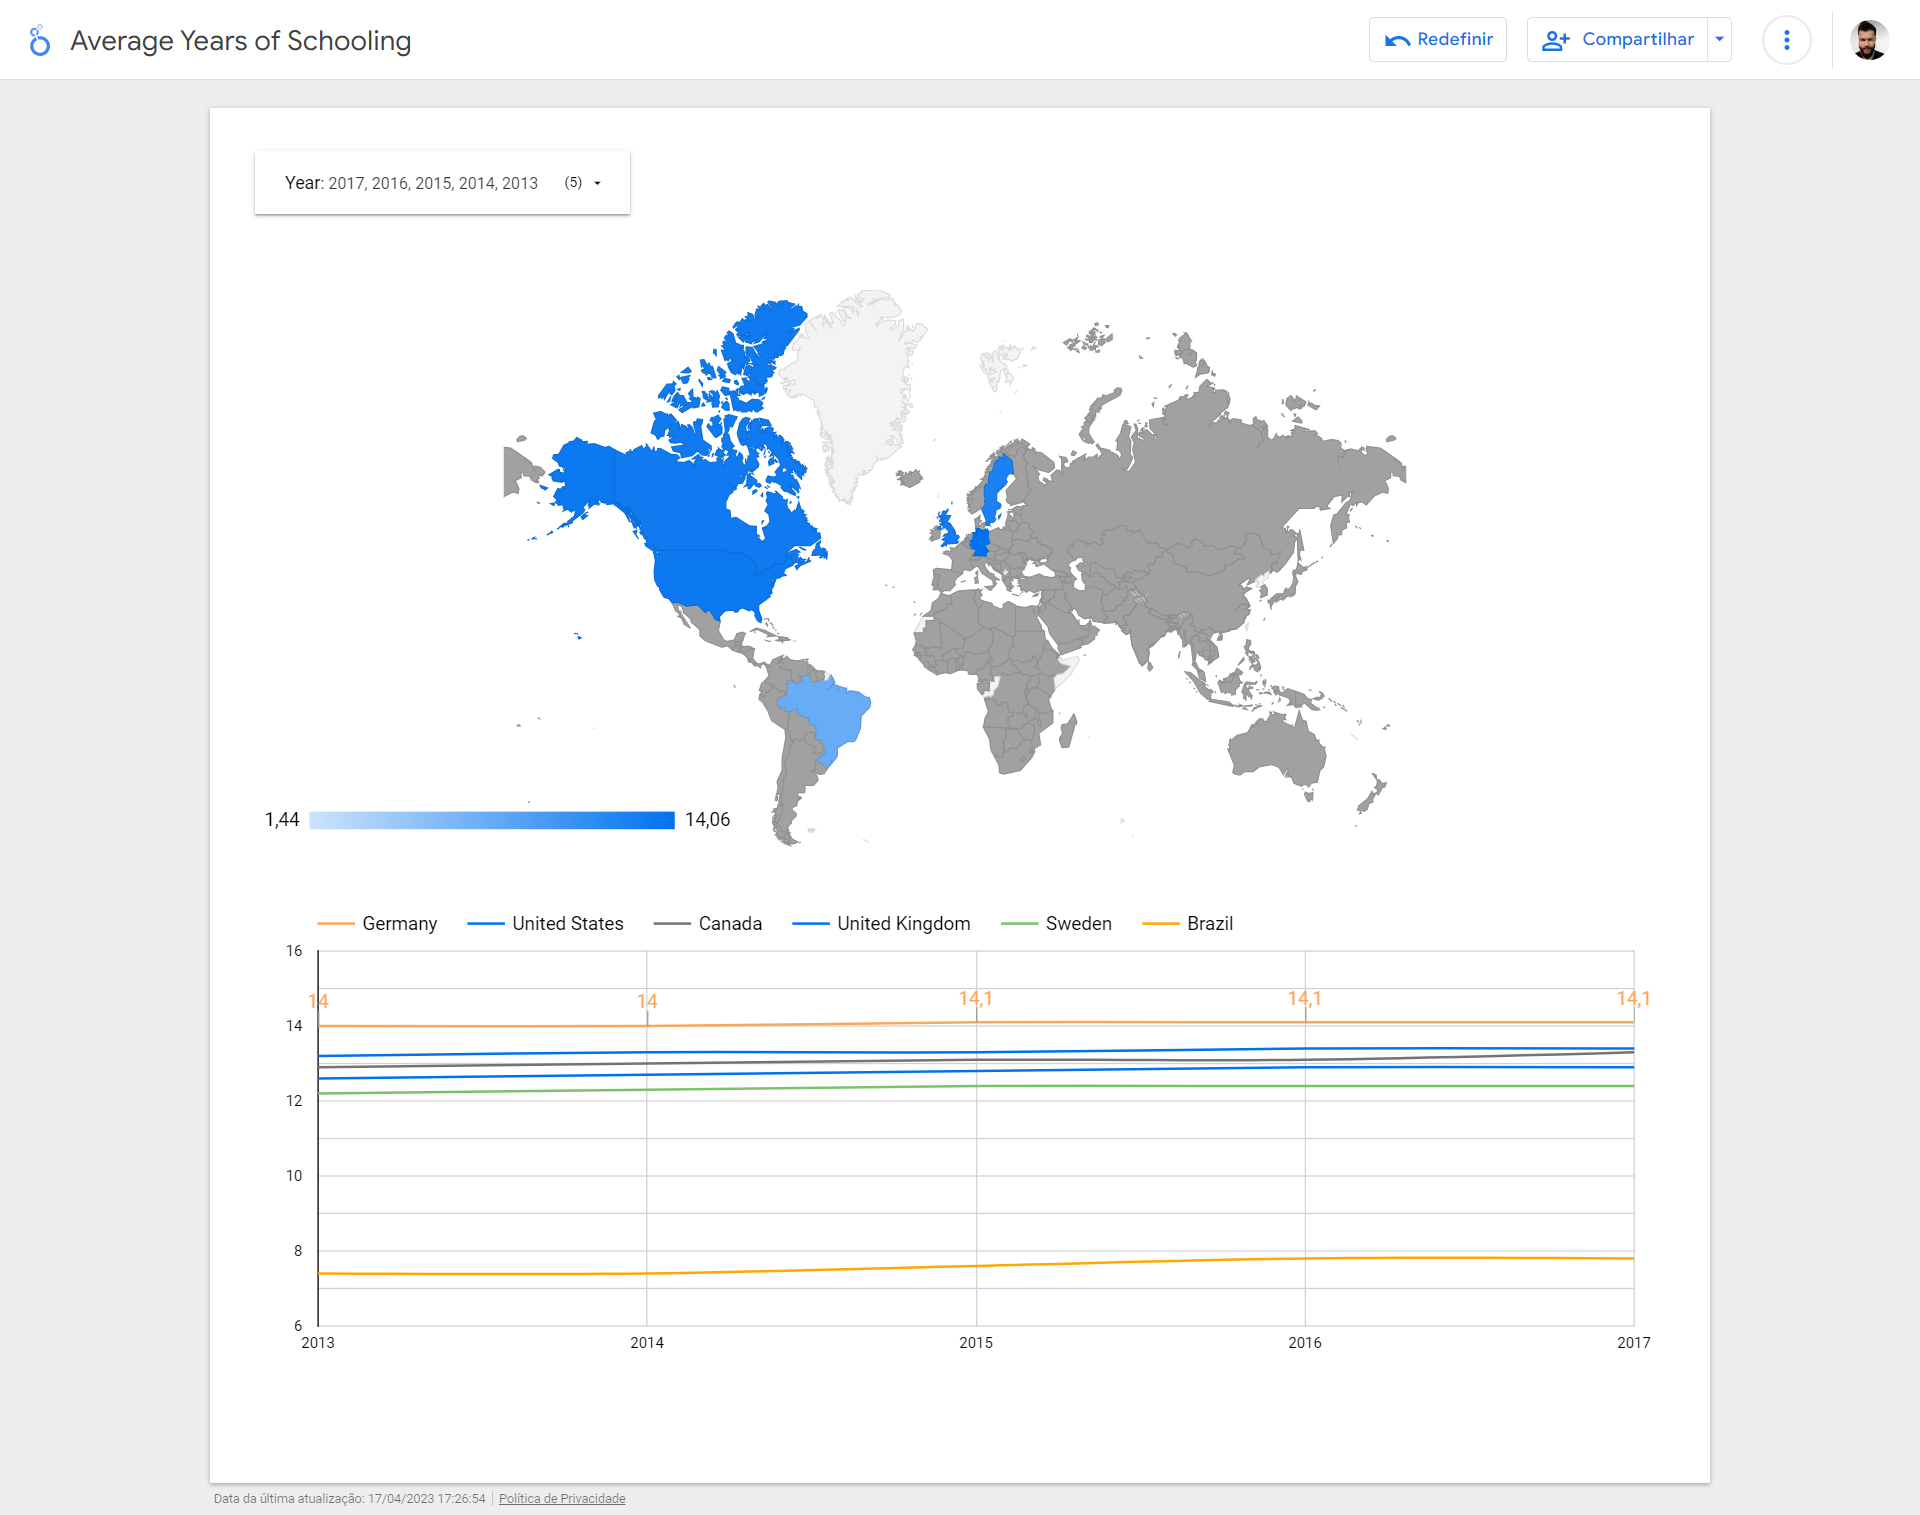 Average Years of Schooling
Redefinir
Compartilhar
Year: 2017, 2016, 2015, 2014, 2013 (5)
1,44
14,06
Germany United States Canada United Kingdom Sweden Brazil
16
14 14 14,1 14,1 14,1
14
12
10
8
6
2013 2014 2015 2016 2017
Data da última atualização: 17/04/2023 17:26:54 Política de Privacidade